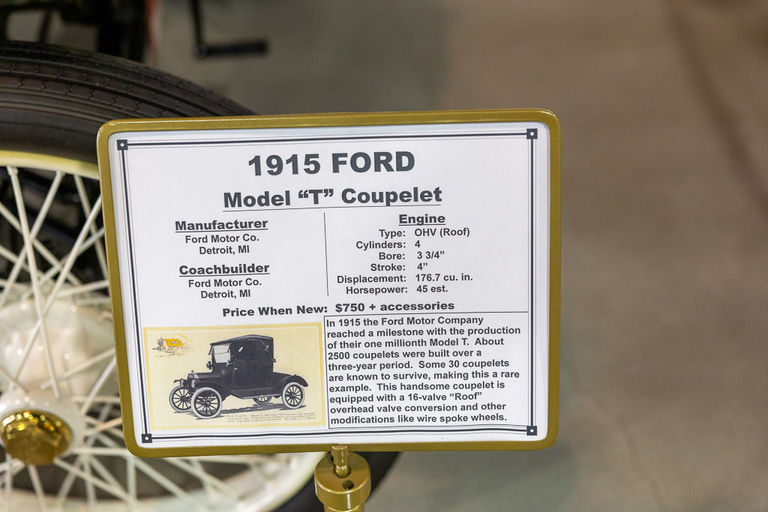 1915 FORD
Model “T” Coupelet
Manufacturer
Ford Motor Co.
Detroit, MI
Coachbuilder
Ford Motor Co.
Detroit, MI
Engine
Type: OHV (Roof)
Cylinders: 4
Bore: 3 3/4”
Stroke: 4”
Displacement: 176.7 cu. in.
Horsepower: 45 est.
Price When New: $750 + accessories
In 1915 the Ford Motor Company
reached a milestone with the production
of their one millionth Model T. About
2500 coupelets were built over a
three-year period. Some 30 coupelets
are known to survive, making this a rare
example. This handsome coupelet is
equipped with a 16-valve “Roof”
overhead valve conversion and other
modifications like wire spoke wheels.